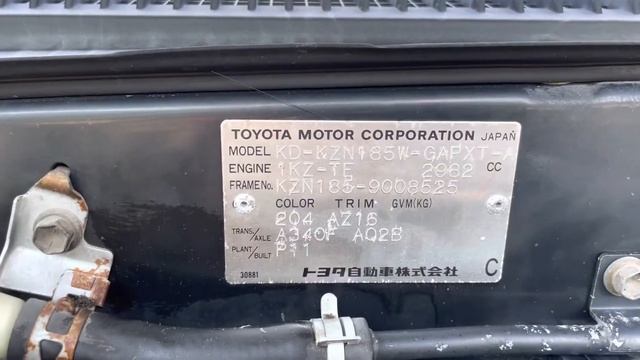 TOYOTA MOTOR CORPORATION JAPAN
MODEL KD-KZN185W-GAPXT-A
ENGINE 1KZ-TE 2982 CC
FRAME NO. KZN185-9008525
COLOR TRIM GVM(KG)
204 AZ16
TRANS/AXLE A340F A02B
PLANT/BUILT P11
30881 トヨタ自動車株式会社 C